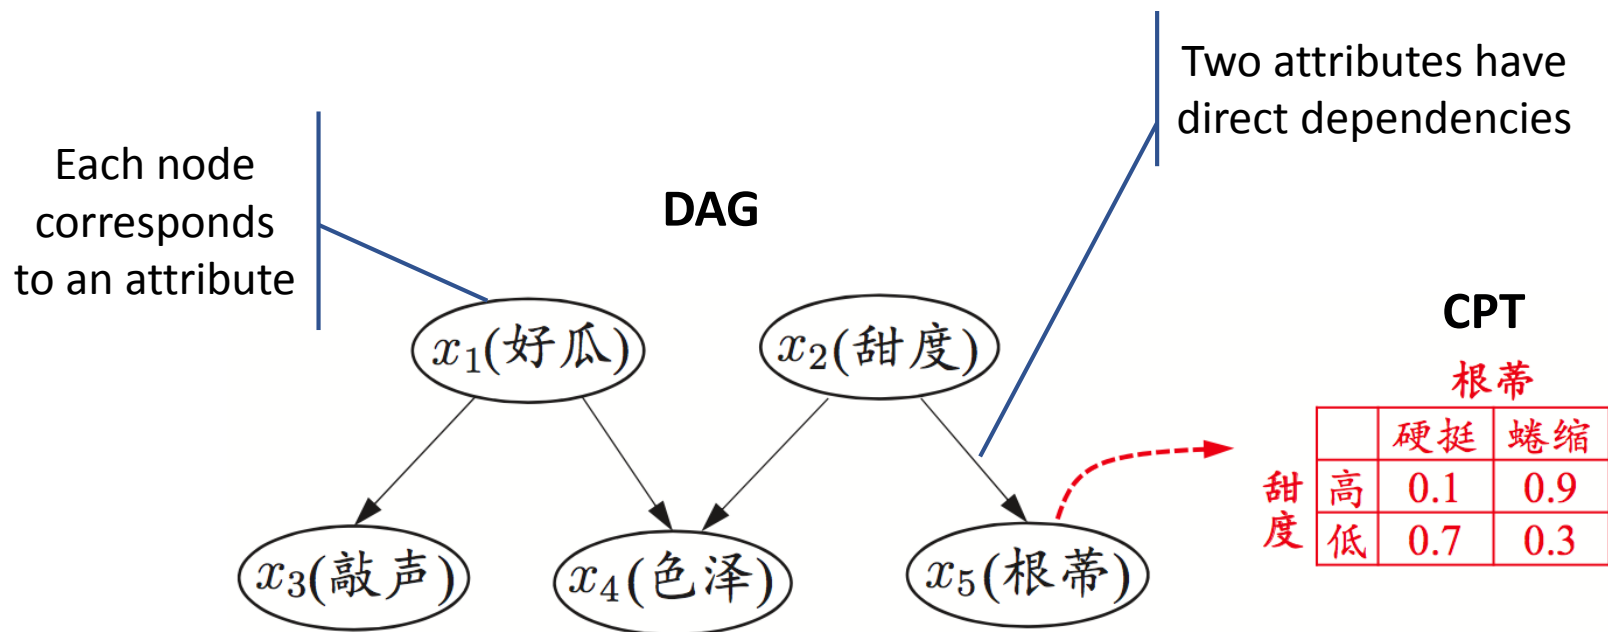 Two attributes have
direct dependencies
Each node
corresponds
to an attribute
DAG
x₁(好瓜)
x₂(甜度)
x₃(敲声)
x₄(色泽)
x₅(根蒂)
CPT
根蒂
硬挺 蜷缩
甜度
高 0.1 0.9
低 0.7 0.3